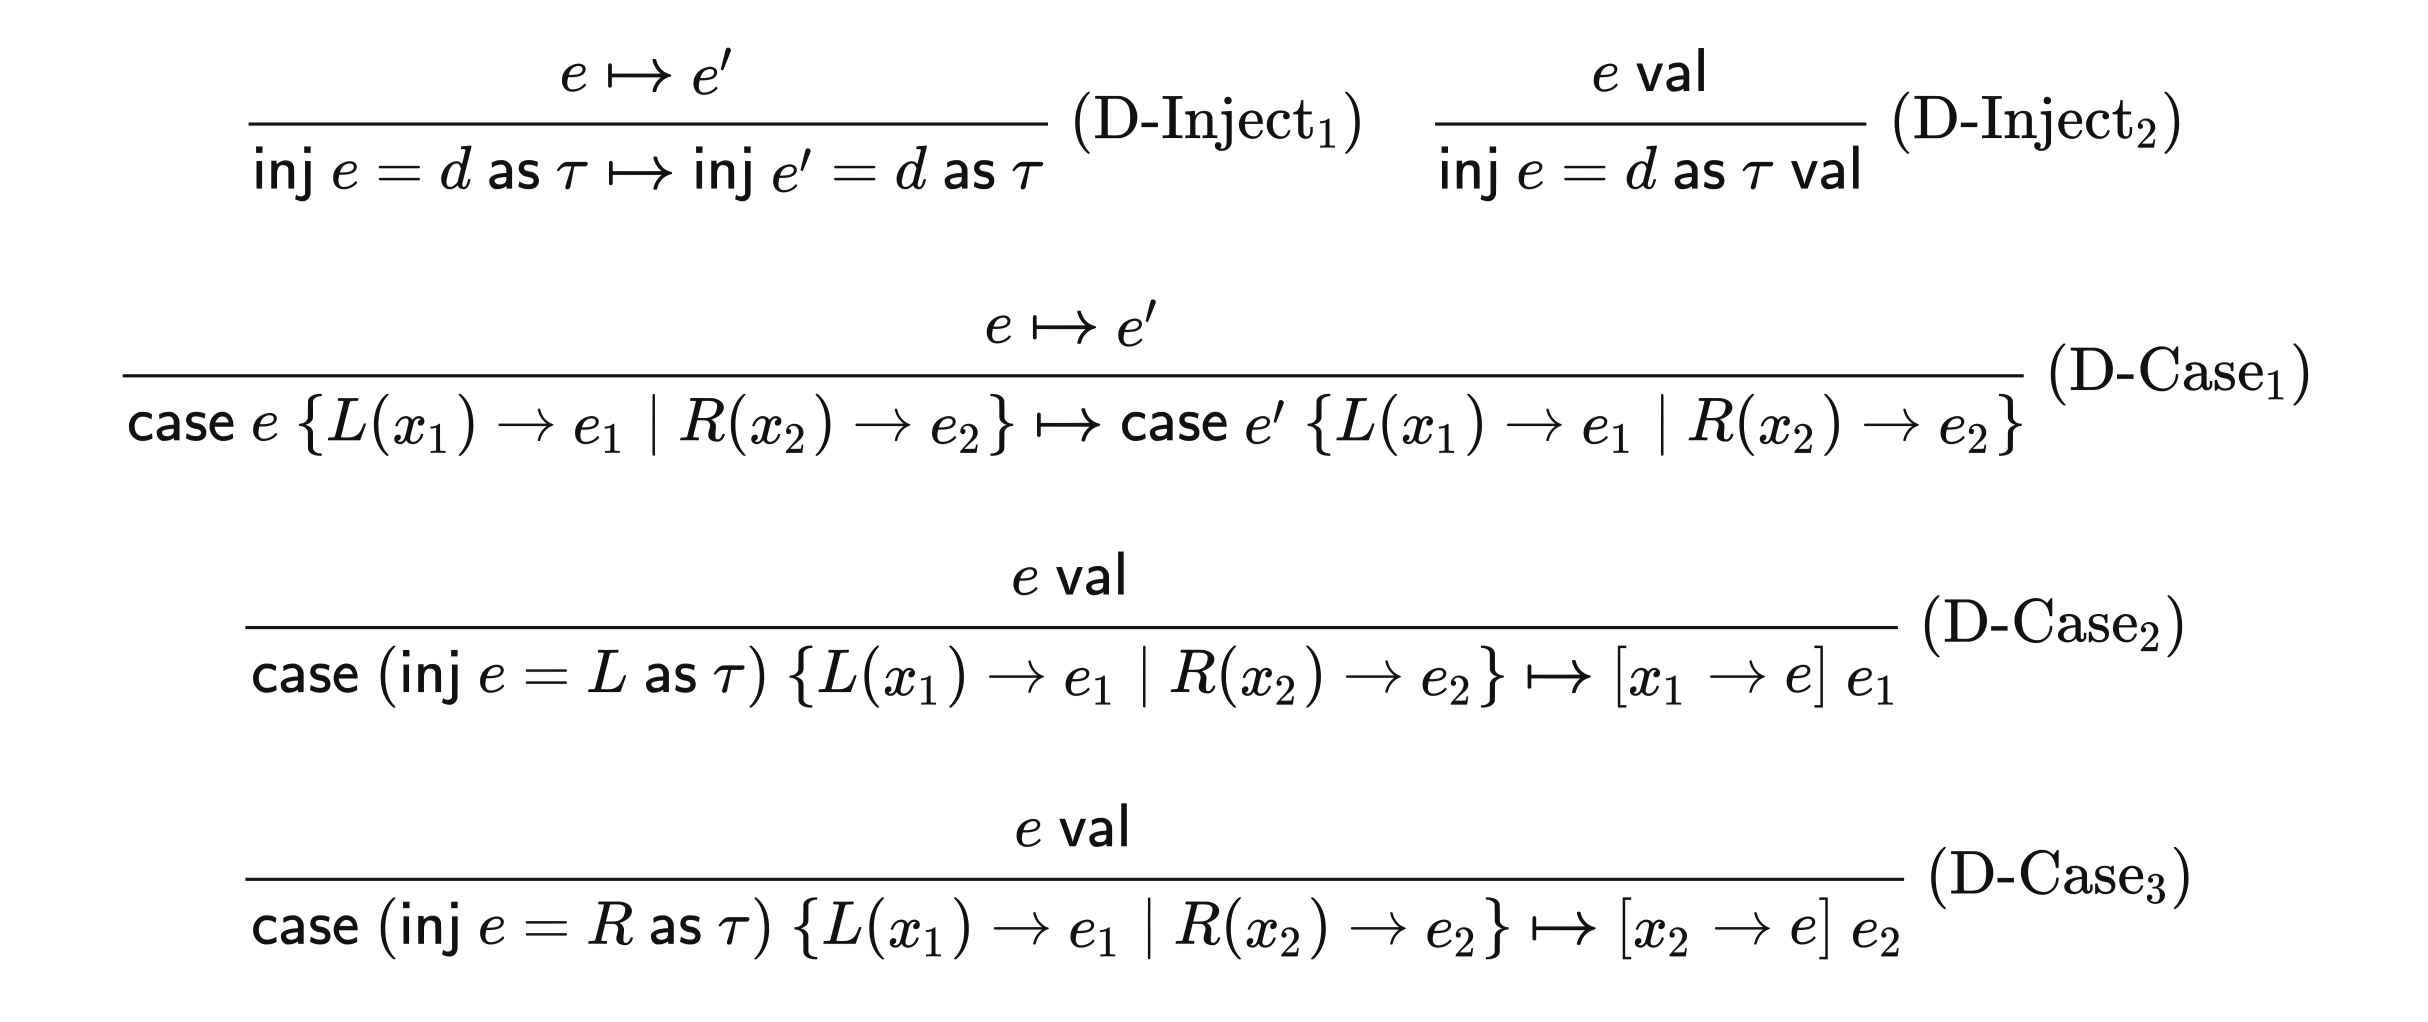 e ↦ e′ e val
inj e = d as τ ↦ inj e′ = d as τ (D-Inject₁) inj e = d as τ val (D-Inject₂)
e ↦ e′
case e {L(x₁) → e₁ | R(x₂) → e₂} ↦ case e′ {L(x₁) → e₁ | R(x₂) → e₂} (D-Case₁)
e val
case (inj e = L as τ) {L(x₁) → e₁ | R(x₂) → e₂} ↦ [x₁ → e] e₁ (D-Case₂)
e val
case (inj e = R as τ) {L(x₁) → e₁ | R(x₂) → e₂} ↦ [x₂ → e] e₂ (D-Case₃)